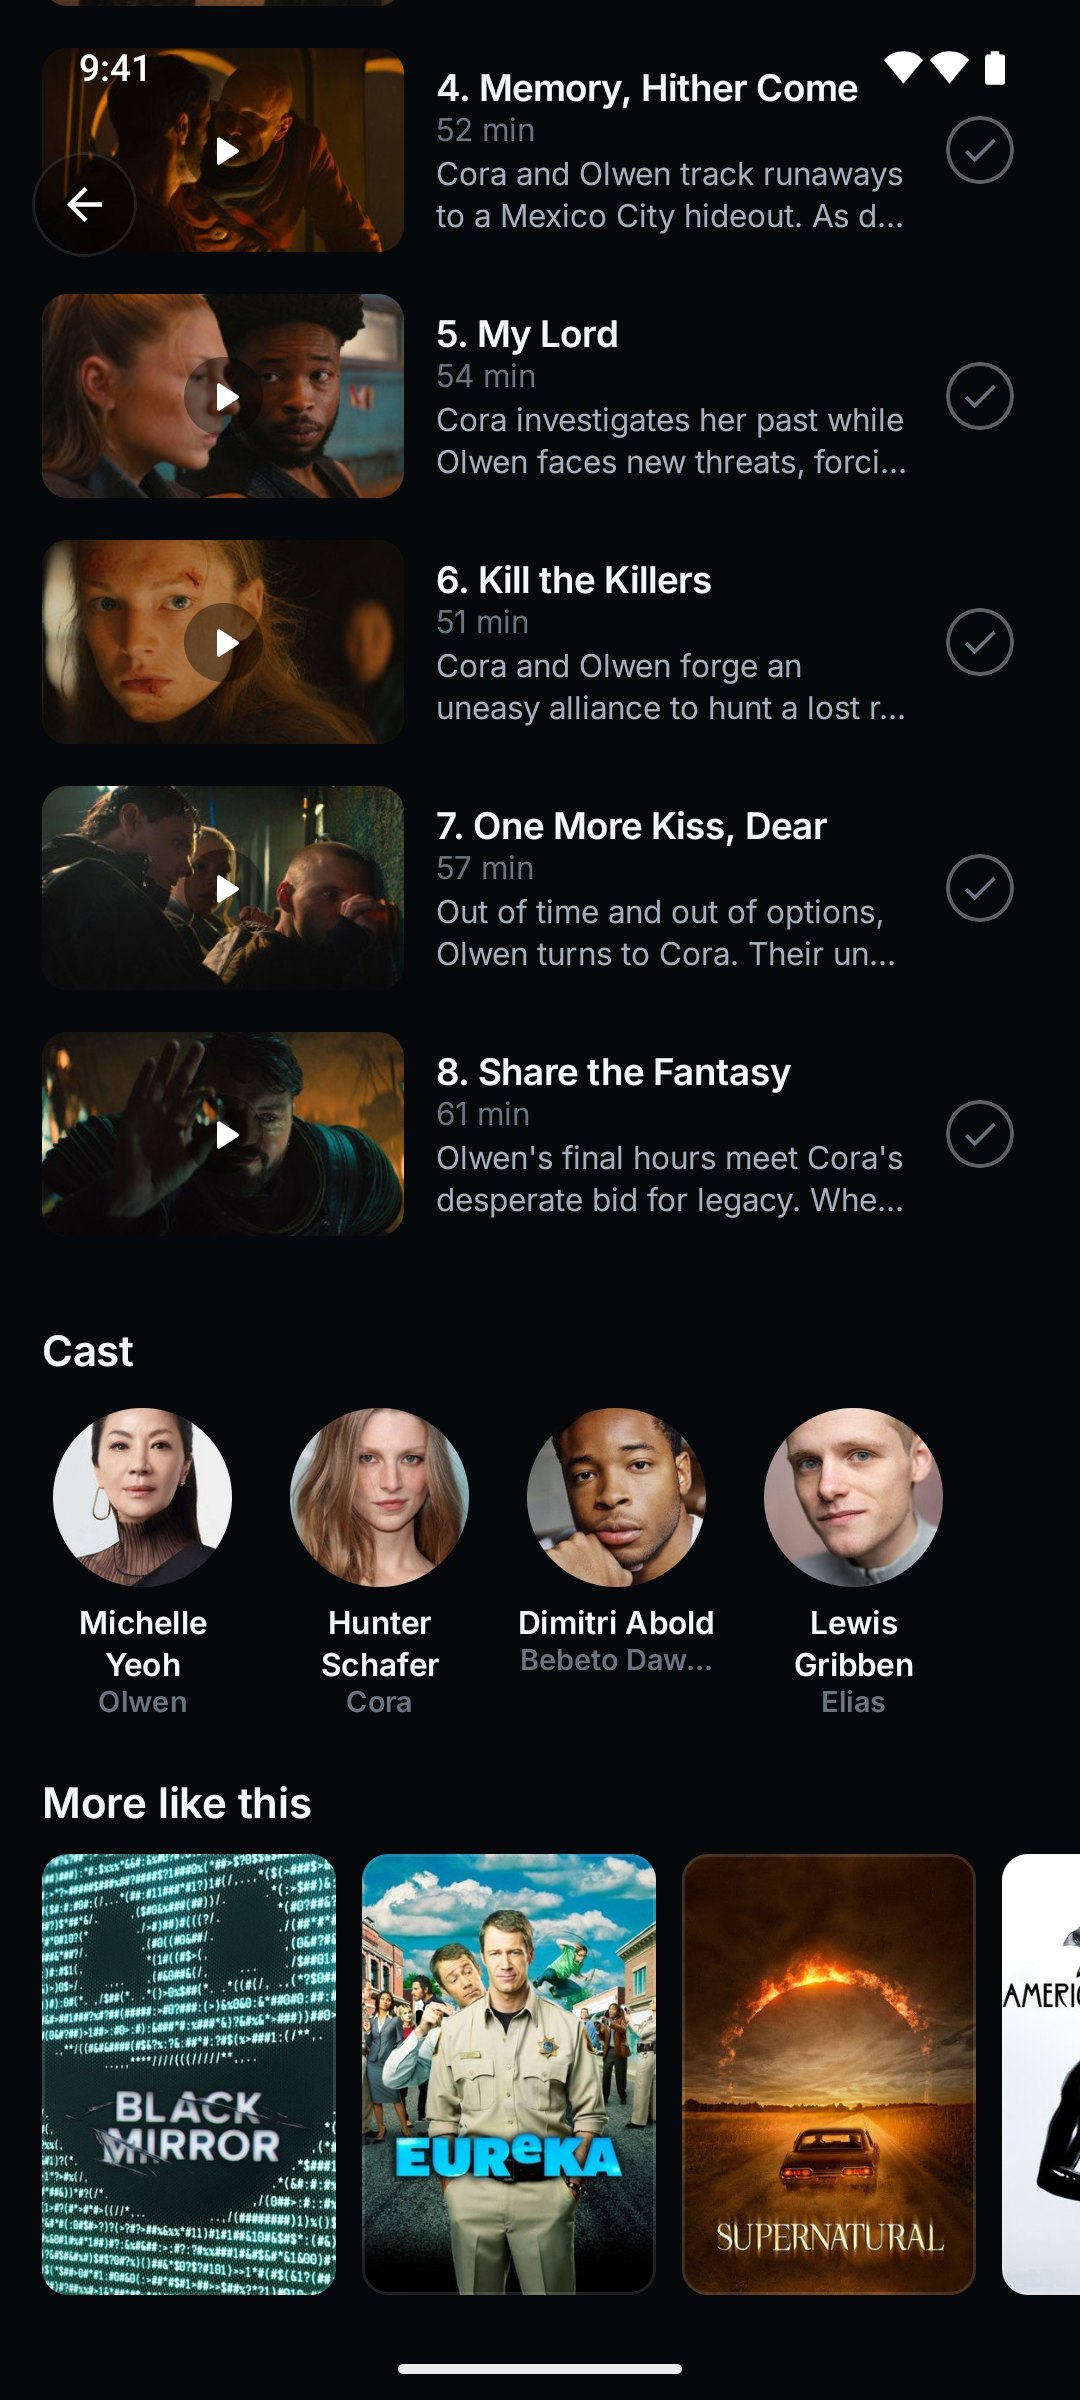 9:41
4. Memory, Hither Come
52 min
Cora and Olwen track runaways
to a Mexico City hideout. As d...
5. My Lord
54 min
Cora investigates her past while
Olwen faces new threats, forci...
6. Kill the Killers
51 min
Cora and Olwen forge an
uneasy alliance to hunt a lost r...
7. One More Kiss, Dear
57 min
Out of time and out of options,
Olwen turns to Cora. Their un...
8. Share the Fantasy
61 min
Olwen's final hours meet Cora's
desperate bid for legacy. Whe...
Cast
Michelle
Yeoh
Olwen
Hunter
Schafer
Cora
Dimitri Abold
Bebeto Daw...
Lewis
Gribben
Elias
More like this
BLACK
MIRROR
EUReKA
SUPERNATURAL